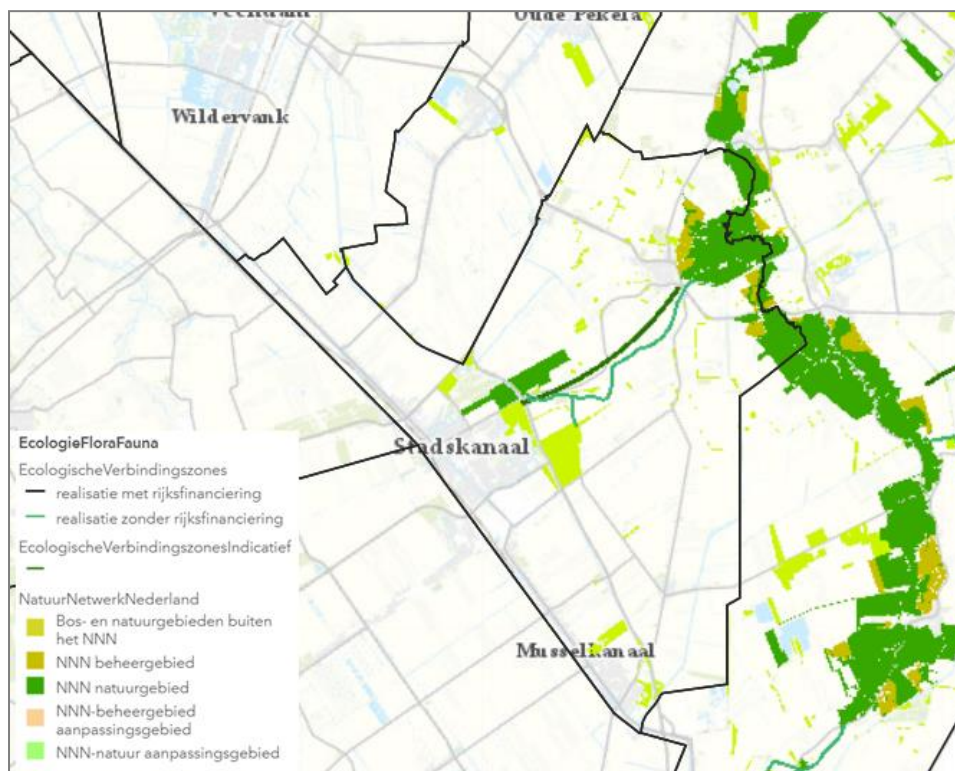 Veendam
Oude Pekela
Wildervank
Stadskanaal
Musselkanaal
EcologieFloraFauna
EcologischeVerbindingszones
realisatie met rijksfinanciering
realisatie zonder rijksfinanciering
EcologischeVerbindingszonesIndicatief
NatuurNetwerkNederland
Bos- en natuurgebieden buiten
het NNN
NNN beheergebied
NNN natuurgebied
NNN-beheergebied
aanpassingsgebied
NNN-natuur aanpassingsgebied